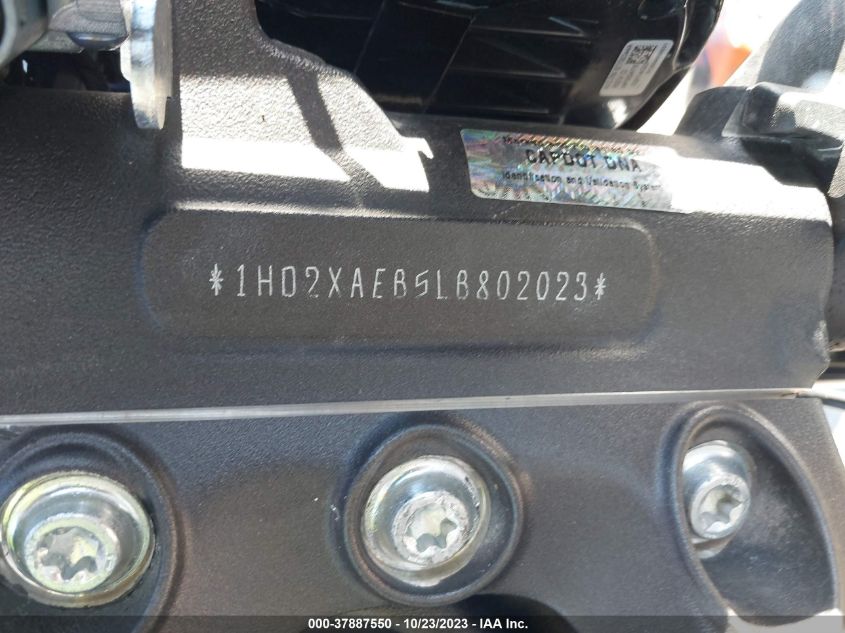 CAPDOT DNA
Identification and Validation System
*1HD2XAEB5LB802023*
000-37887550 - 10/23/2023 - IAA Inc.